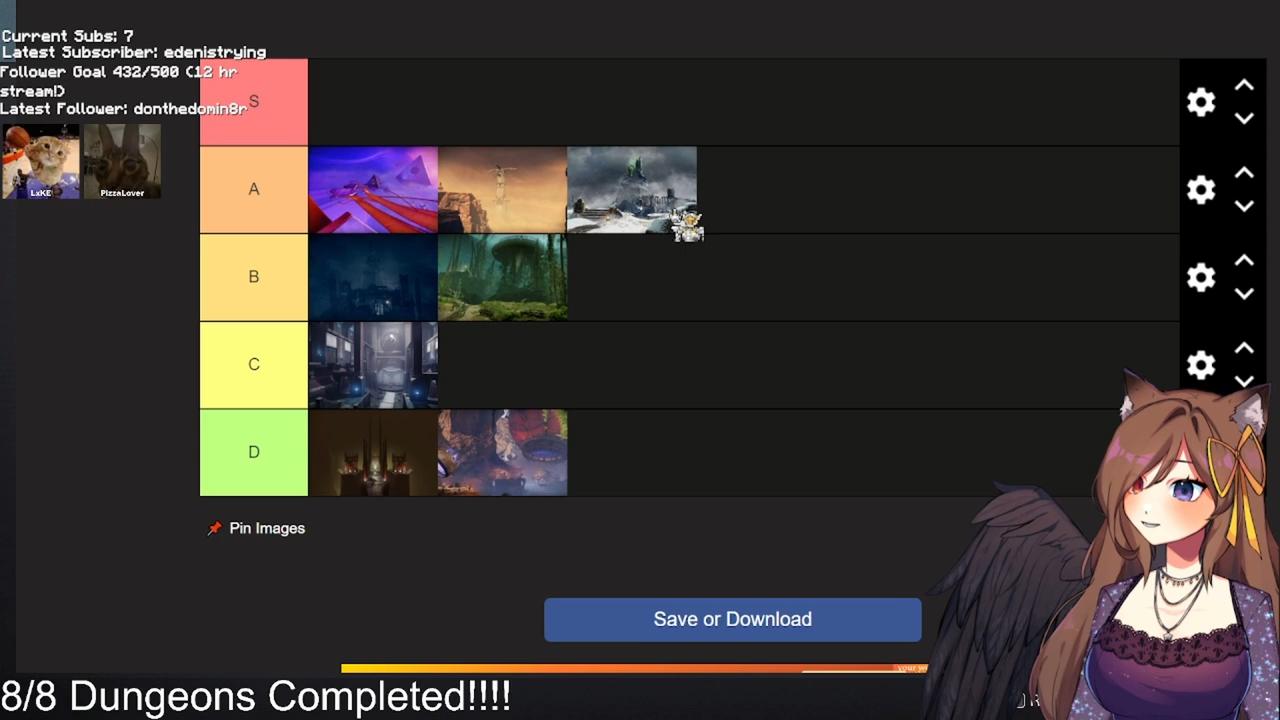 Current Subs: 7
Latest Subscriber: edenistrying
Follower Goal 432/500 (12 hr
stream!)
Latest Follower: donthedomin8r
LxKE
PizzaLover
S
A
B
C
D
Pin Images
Save or Download
8/8 Dungeons Completed!!!!